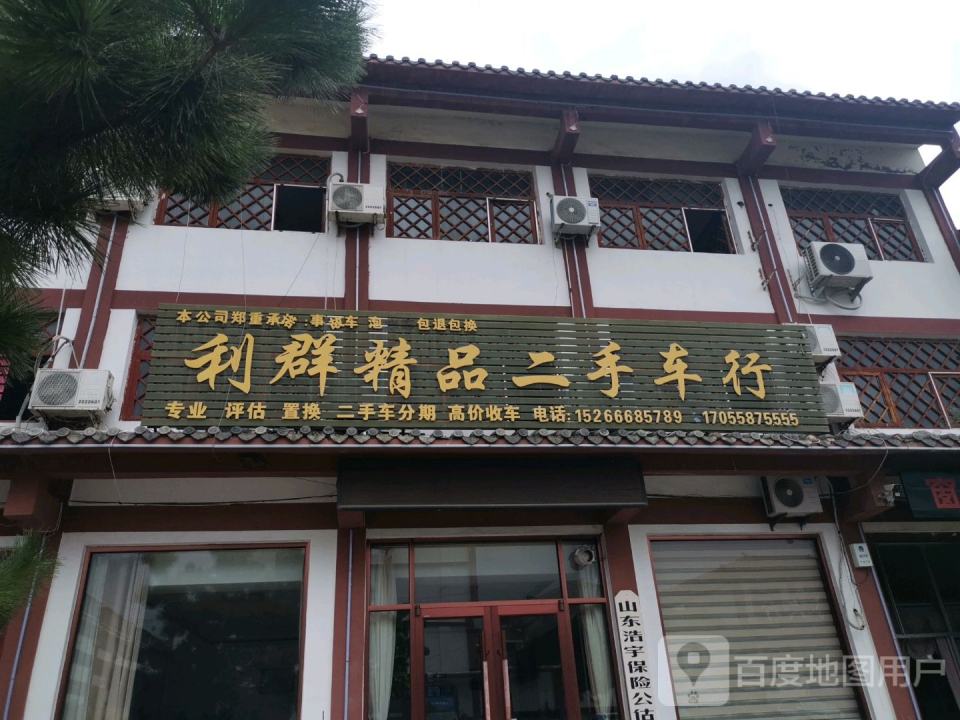 本公司郑重承诺:事故车 泡 包退包换
利群精品二手车行
专业 评估 置换 二手车分期 高价收车 电话:15266685789 17055875555
窗
山东浩宇保险公估
百度地图用户